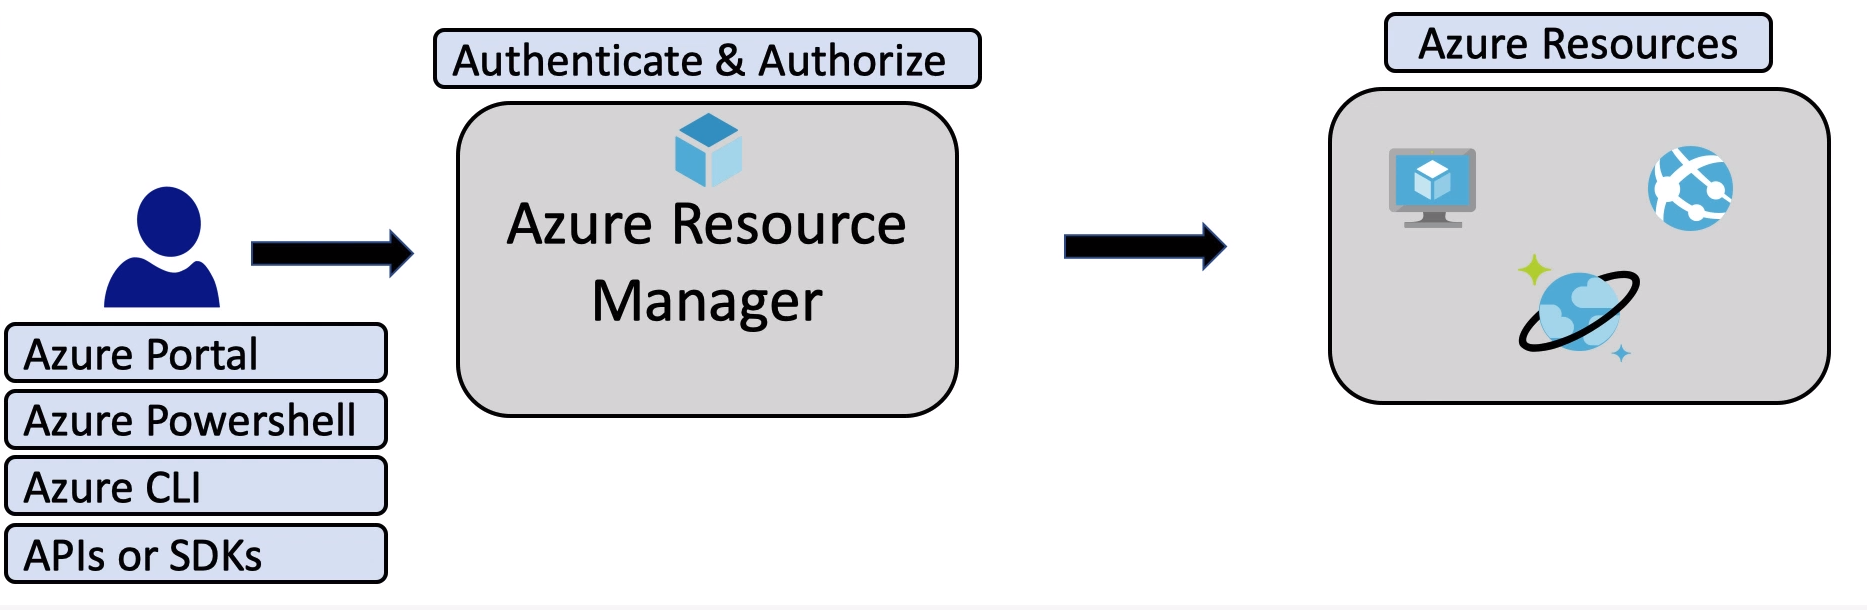 Authenticate & Authorize
Azure Resources
Azure Resource
Manager
Azure Portal
Azure Powershell
Azure CLI
APIs or SDKs